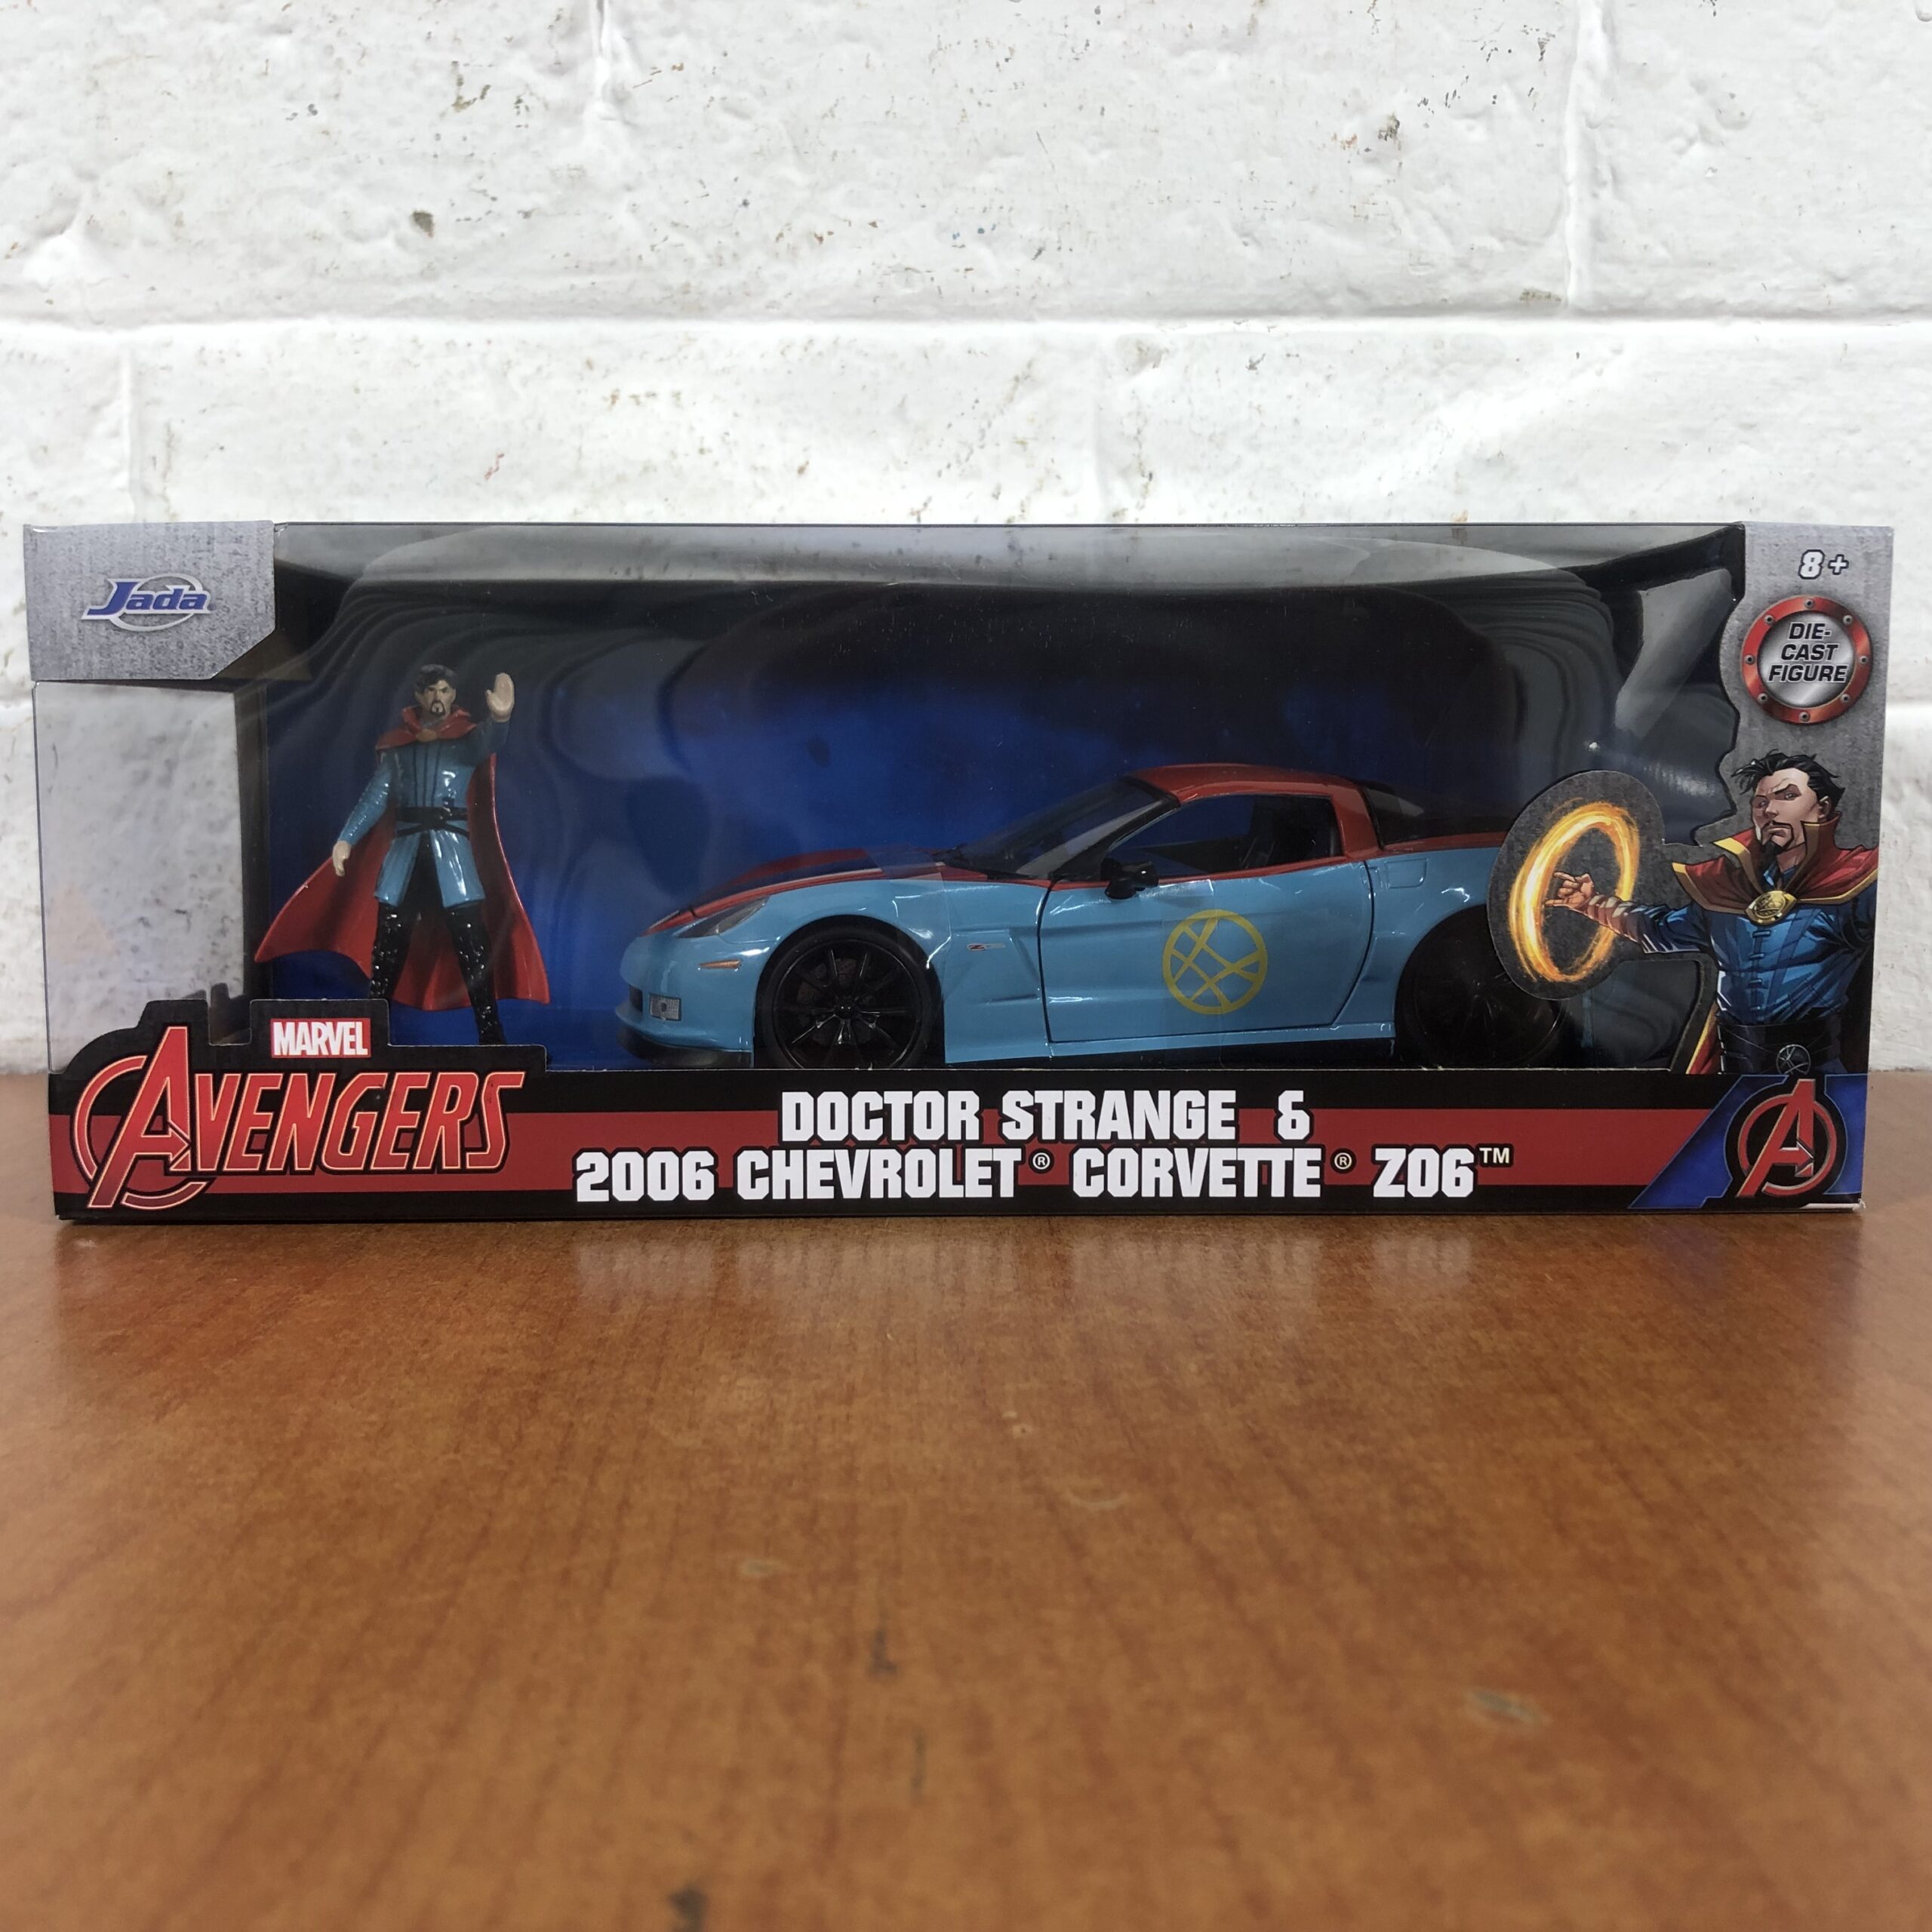 Jada
8+
DIE-
CAST
FIGURE
MARVEL
AVENGERS
DOCTOR STRANGE &
2006 CHEVROLET® CORVETTE® Z06™